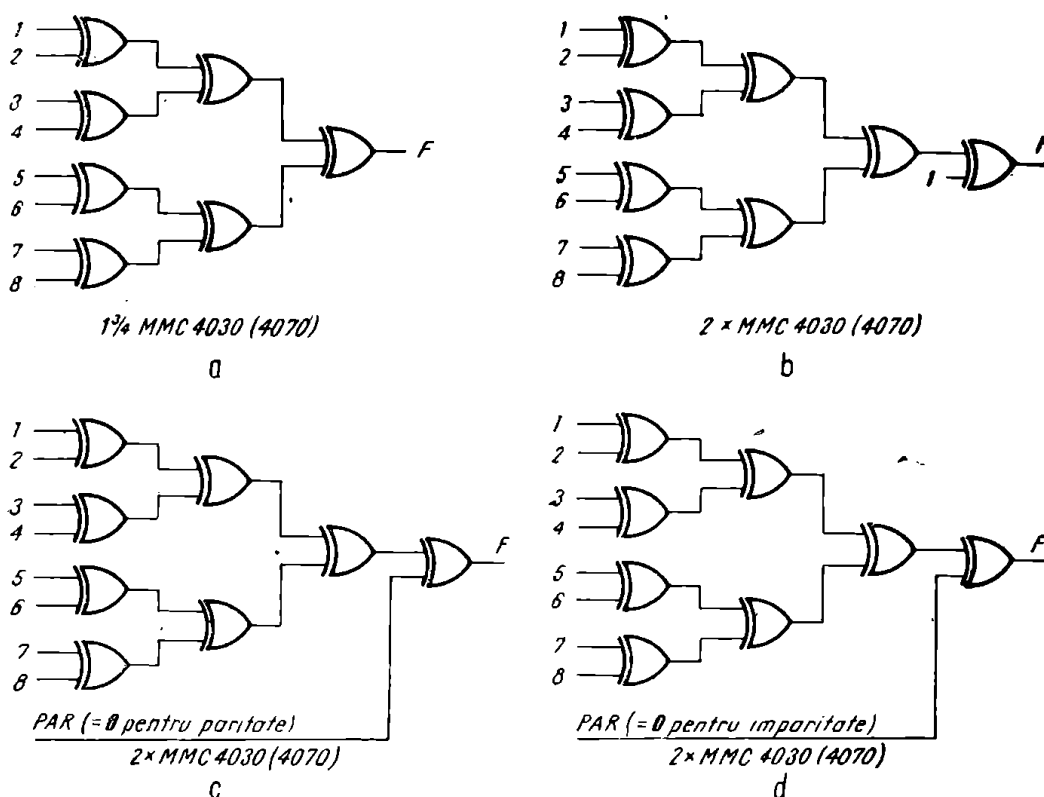 1
2
3
4
5
6
7
8
F
1¾ MMC 4030 (4070)
a
1
2
3
4
5
6
7
8
1
F
2 × MMC 4030 (4070)
b
1
2
3
4
5
6
7
8
F
PAR (= 0 pentru paritate)
2 × MMC 4030 (4070)
c
1
2
3
4
5
6
7
8
F
PAR (= 0 pentru imparitate)
2 × MMC 4030 (4070)
d